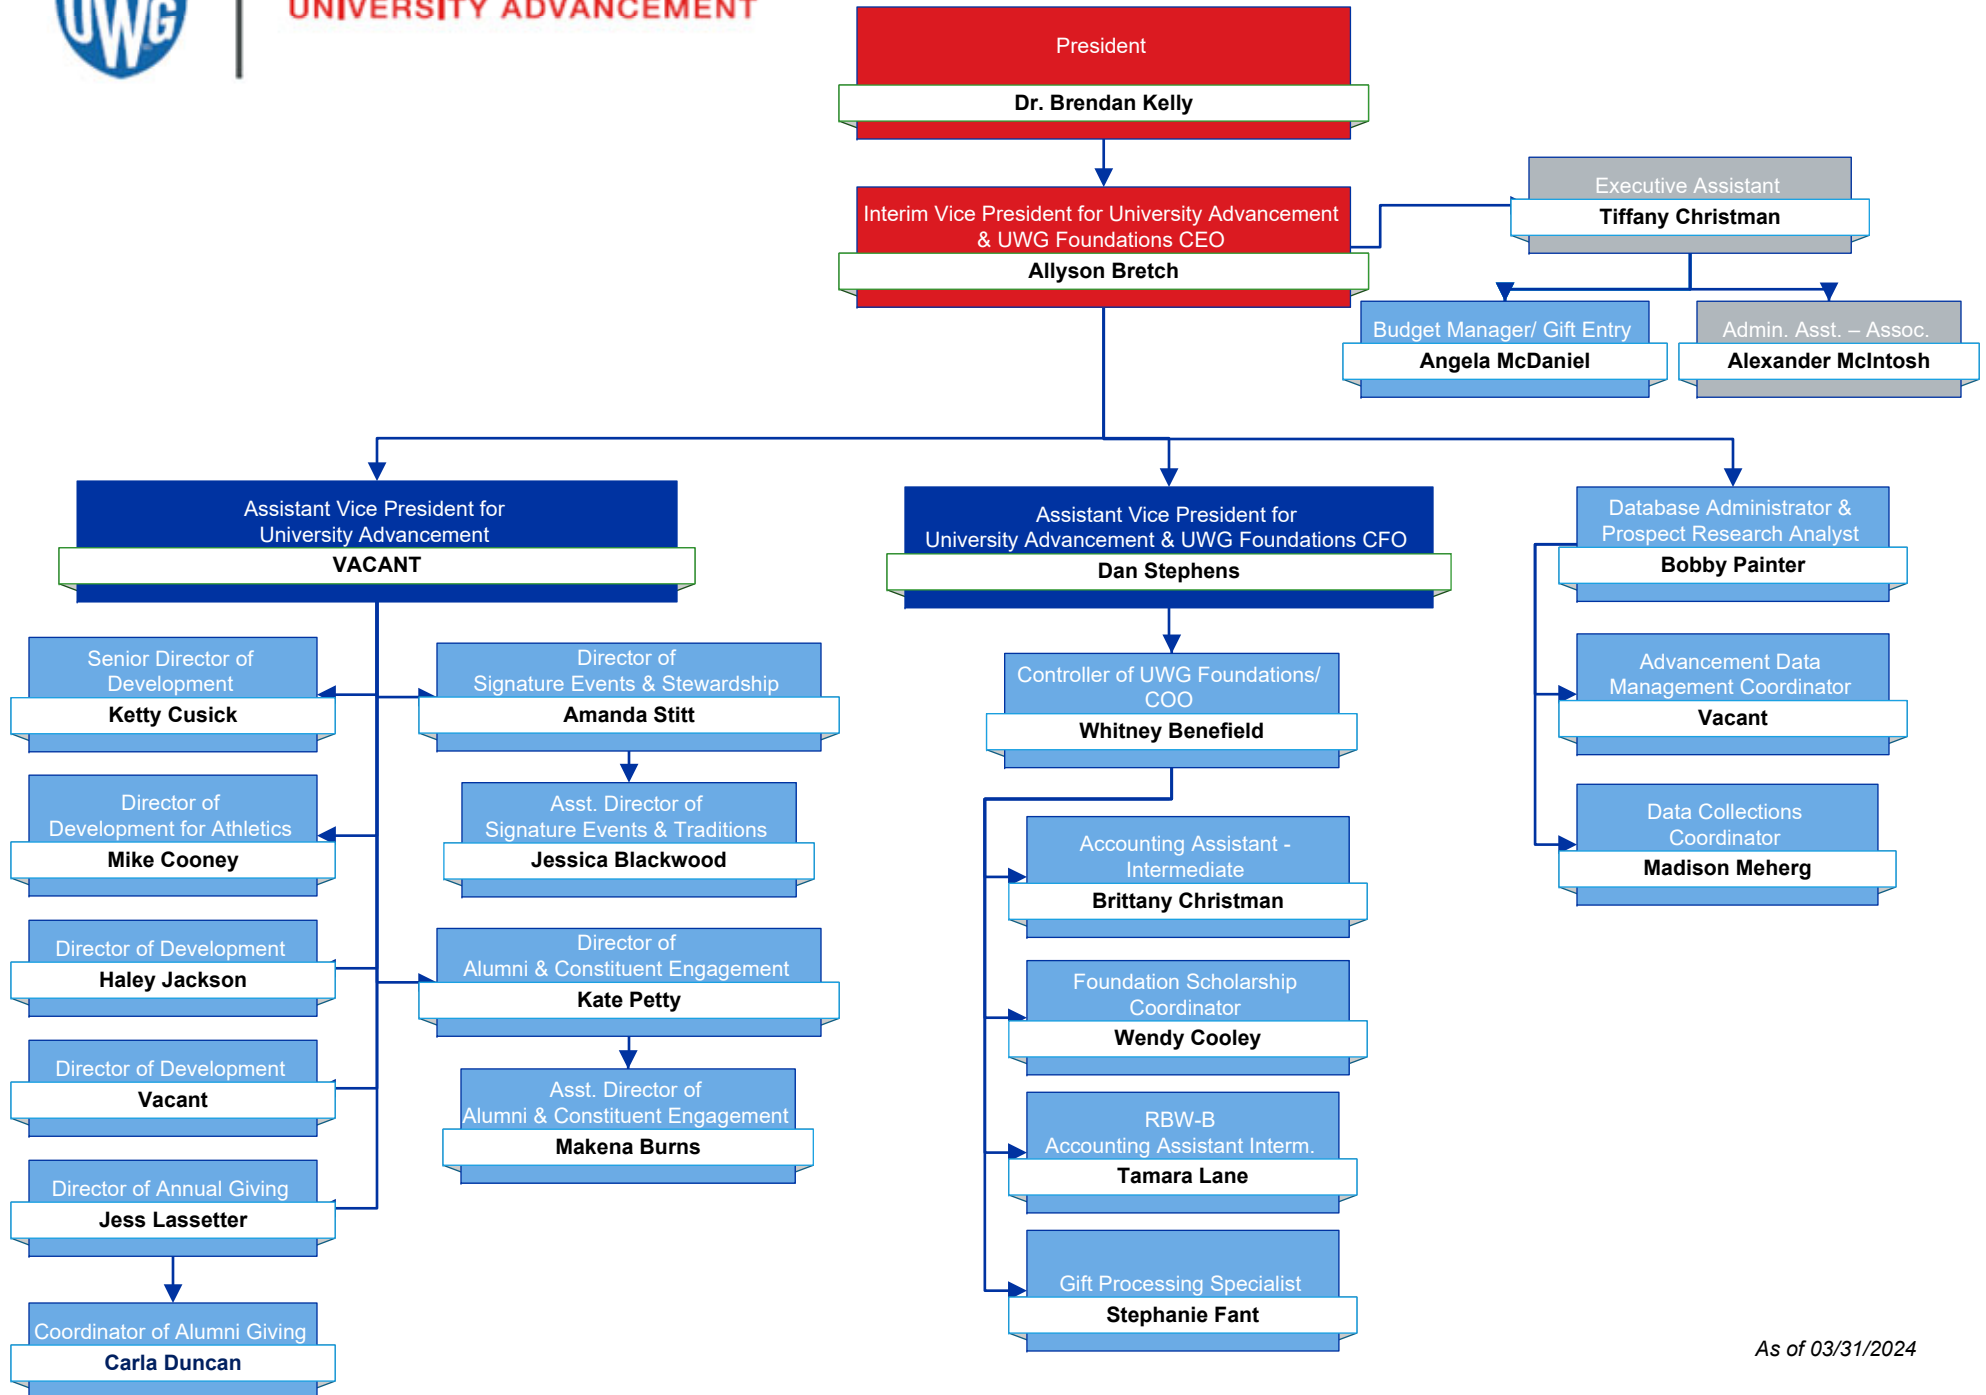 UWG
UNIVERSITY ADVANCEMENT
President
Dr. Brendan Kelly
Interim Vice President for University Advancement
& UWG Foundations CEO
Allyson Bretch
Executive Assistant
Tiffany Christman
Budget Manager/ Gift Entry
Angela McDaniel
Admin. Asst. – Assoc.
Alexander McIntosh
Assistant Vice President for
University Advancement
VACANT
Senior Director of
Development
Ketty Cusick
Director of
Development for Athletics
Mike Cooney
Director of Development
Haley Jackson
Director of Development
Vacant
Director of Annual Giving
Jess Lassetter
Coordinator of Alumni Giving
Carla Duncan
Director of
Signature Events & Stewardship
Amanda Stitt
Asst. Director of
Signature Events & Traditions
Jessica Blackwood
Director of
Alumni & Constituent Engagement
Kate Petty
Asst. Director of
Alumni & Constituent Engagement
Makena Burns
Assistant Vice President for
University Advancement & UWG Foundations CFO
Dan Stephens
Controller of UWG Foundations/
COO
Whitney Benefield
Accounting Assistant -
Intermediate
Brittany Christman
Foundation Scholarship
Coordinator
Wendy Cooley
RBW-B
Accounting Assistant Interm.
Tamara Lane
Gift Processing Specialist
Stephanie Fant
Database Administrator &
Prospect Research Analyst
Bobby Painter
Advancement Data
Management Coordinator
Vacant
Data Collections
Coordinator
Madison Meherg
As of 03/31/2024